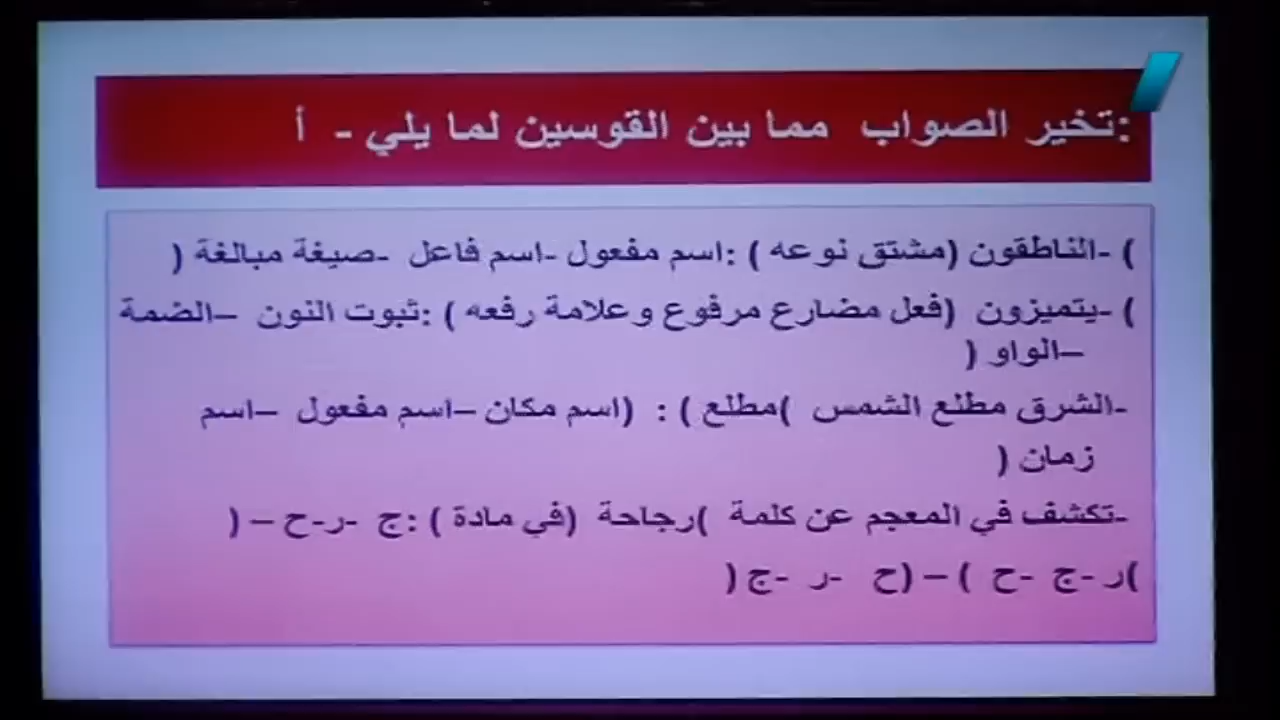 :تخير الصواب مما بين القوسين لما يلي - أ
) -الناطقون (مشتق نوعه ) :اسم مفعول -اسم فاعل -صيغة مبالغة (
) -يتميزون (فعل مضارع مرفوع وعلامة رفعه ) :ثبوت النون –الضمة
–الواو (
-الشرق مطلع الشمس )مطلع ) : (اسم مكان –اسم مفعول –اسم
زمان (
-تكشف في المعجم عن كلمة )رجاحة (في مادة ) :ج -ر-ح – (
)ر -ج -ح ) – (ح -ر -ج (